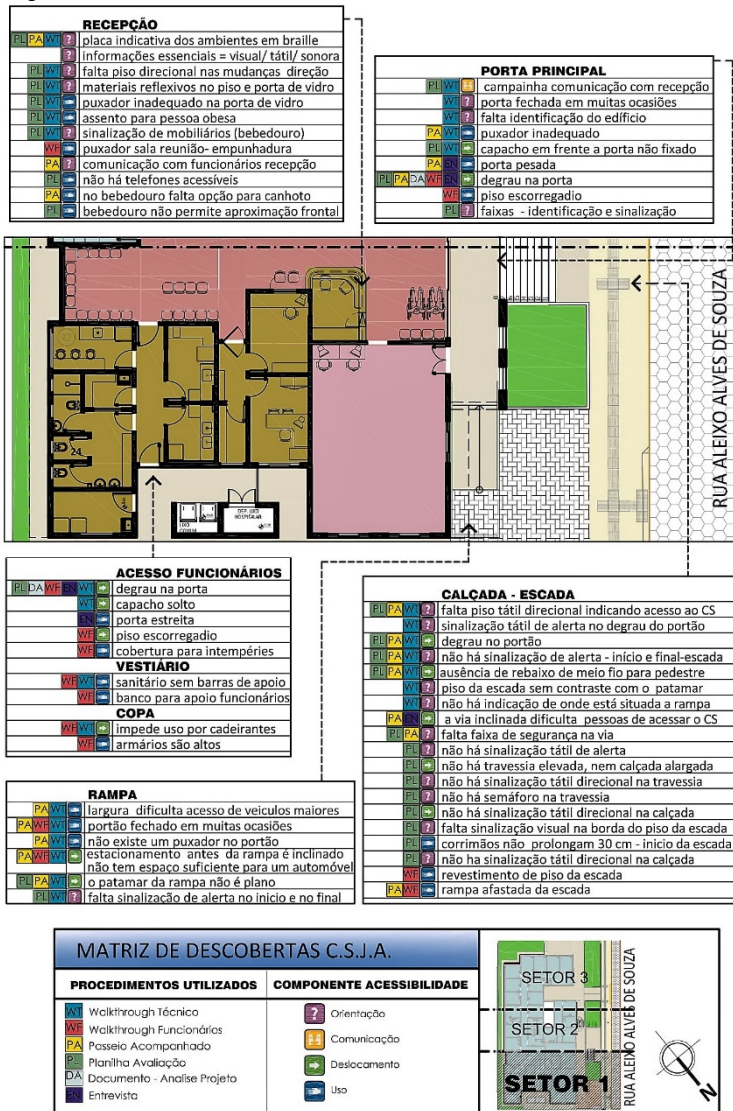 RECEPÇÃO
PL PA WT ? placa indicativa dos ambientes em braille
? informações essenciais = visual/ tátil/ sonora
PL WT ? falta piso direcional nas mudanças direção
PL WT ? materiais reflexivos no piso e porta de vidro
PL WT puxador inadequado na porta de vidro
PL WT assento para pessoa obesa
PL WT ? sinalização de mobiliários (bebedouro)
WF puxador sala reunião- empunhadura
PA ? comunicação com funcionários recepção
PL não há telefones acessíveis
PA no bebedouro falta opção para canhoto
PL bebedouro não permite aproximação frontal
PORTA PRINCIPAL
PL WT campainha comunicação com recepção
WT ? porta fechada em muitas ocasiões
WT ? falta identificação do edifício
PA WT puxador inadequado
PL WT capacho em frente a porta não fixado
PA EN porta pesada
PL PA DA WF EN degrau na porta
WF piso escorregadio
PL ? faixas - identificação e sinalização
RUA ALEIXO ALVES DE SOUZA
24
LIXO COMUM
DEP. LIXO
HOSPITALAR
ACESSO FUNCIONÁRIOS
PL DA WF EN WT degrau na porta
WT capacho solto
EN porta estreita
WF piso escorregadio
WF cobertura para intempéries
VESTIÁRIO
WF WT sanitário sem barras de apoio
WF banco para apoio funcionários
COPA
WF WT impede uso por cadeirantes
WF armários são altos
RAMPA
PA WT largura dificulta acesso de veiculos maiores
PA WF WT portão fechado em muitas ocasiões
PA WT não existe um puxador no portão
PA WF WT estacionamento antes da rampa é inclinado
não tem espaço suficiente para um automóvel
PL PA WT o patamar da rampa não é plano
PL WT ? falta sinalização de alerta no inicio e no final
CALÇADA - ESCADA
PL PA WT ? falta piso tátil direcional indicando acesso ao CS
WT ? sinalização tátil de alerta no degrau do portão
PL PA WT degrau no portão
PL PA WT ? não há sinalização de alerta - início e final-escada
PL PA WT ausência de rebaixo de meio fio para pedestre
WT ? piso da escada sem contraste com o patamar
WT ? não há indicação de onde está situada a rampa
PA EN a via inclinada dificulta pessoas de acessar o CS
PL PA ? falta faixa de segurança na via
PL ? não há sinalização tátil de alerta
PL não há travessia elevada, nem calçada alargada
PL ? não há sinalização tátil direcional na travessia
PL ? não há semáforo na travessia
PL não há sinalização tátil direcional na calçada
PL ? falta sinalização visual na borda do piso da escada
PL corrimãos não prolongam 30 cm - inicio da escada
PL ? não ha sinalização tátil direcional na calçada
WF revestimento de piso da escada
PA WF rampa afastada da escada
MATRIZ DE DESCOBERTAS C.S.J.A.
PROCEDIMENTOS UTILIZADOS
WT Walkthrough Técnico
WF Walkthrough Funcionários
PA Passeio Acompanhado
PL Planilha Avaliação
DA Documento - Analise Projeto
EN Entrevista
COMPONENTE ACESSIBILIDADE
? Orientação
Comunicação
Deslocamento
Uso
SETOR 3
SETOR 2
SETOR 1
RUA ALEIXO ALVES DE SOUZA
N